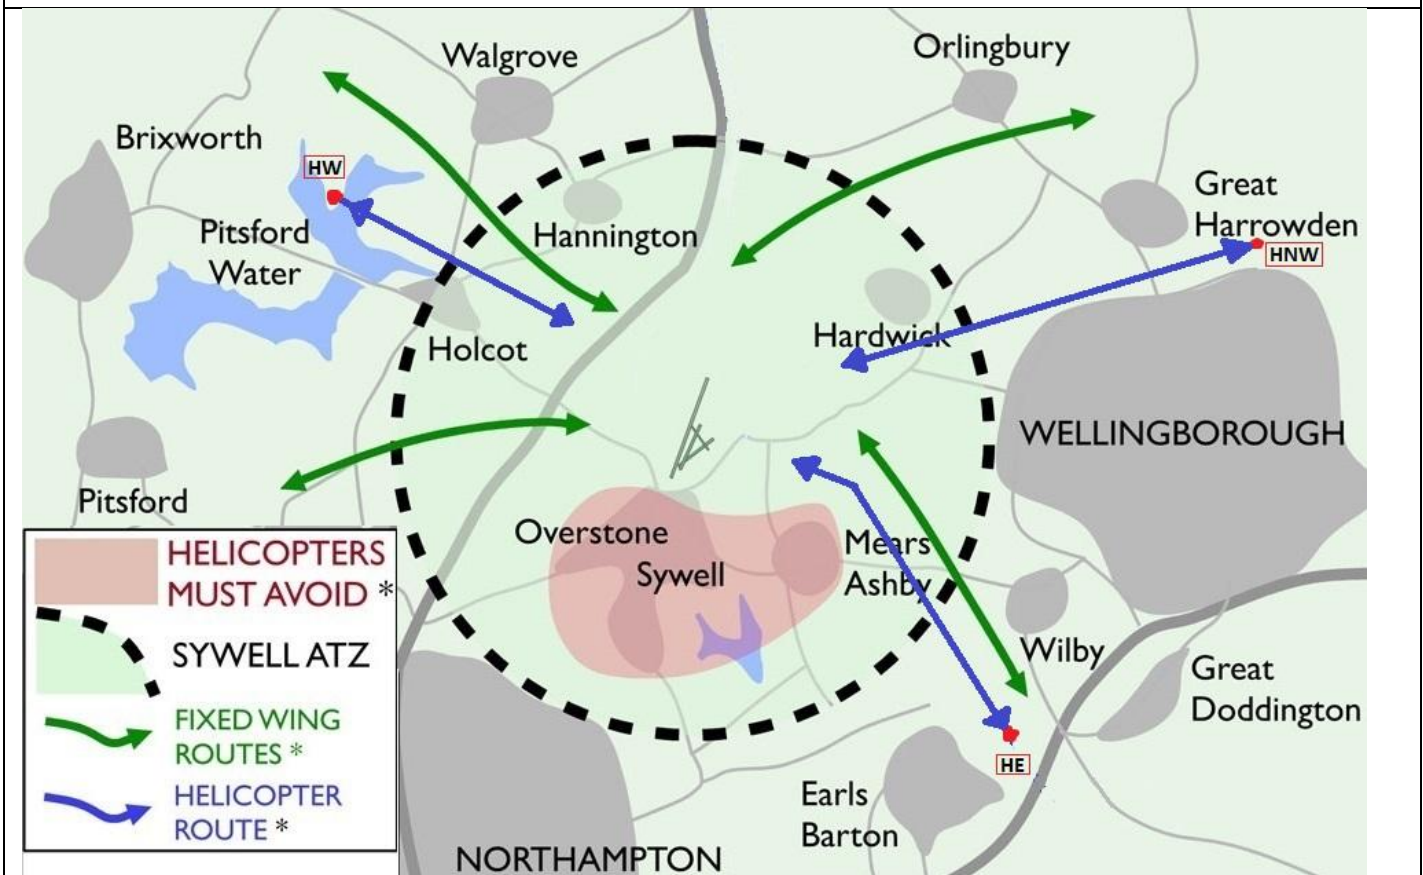 Walgrove
Orlingbury
Brixworth
HW
Great
Harrowden
HNW
Pitsford
Water
Hannington
Hardwick
Holcot
WELLINGBOROUGH
Pitsford
Overstone
Sywell
Mears
Ashby
Wilby
Great
Doddington
HE
Earls
Barton
NORTHAMPTON
HELICOPTERS
MUST AVOID *
SYWELL ATZ
FIXED WING
ROUTES *
HELICOPTER
ROUTE *